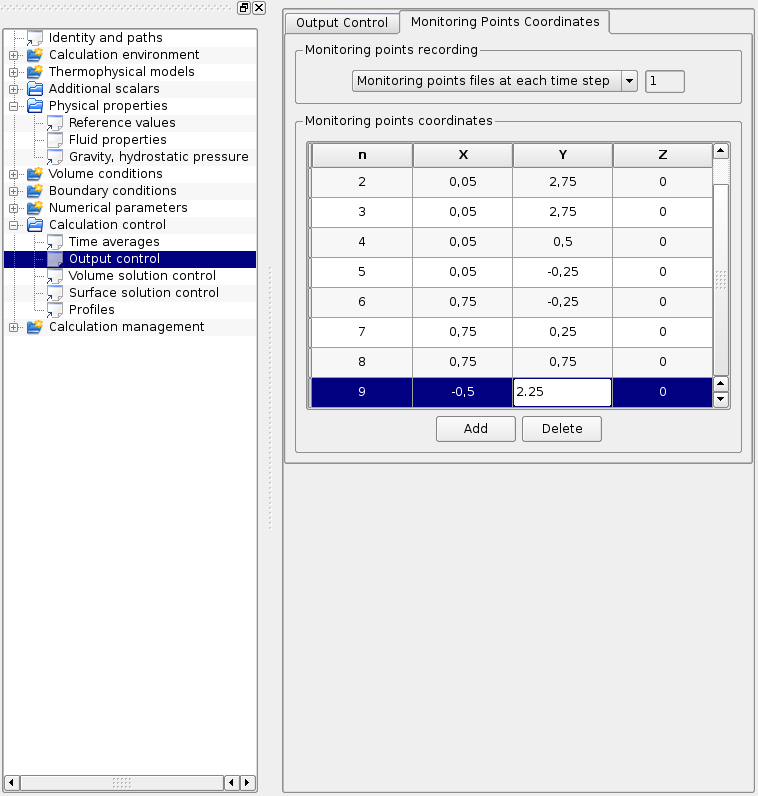 Identity and paths
Calculation environment
Thermophysical models
Additional scalars
Physical properties
Reference values
Fluid properties
Gravity, hydrostatic pressure
Volume conditions
Boundary conditions
Numerical parameters
Calculation control
Time averages
Output control
Volume solution control
Surface solution control
Profiles
Calculation management
Output Control Monitoring Points Coordinates
Monitoring points recording
Monitoring points files at each time step 1
Monitoring points coordinates
n X Y Z
2 0,05 2,75 0
3 0,05 2,75 0
4 0,05 0,5 0
5 0,05 -0,25 0
6 0,75 -0,25 0
7 0,75 0,25 0
8 0,75 0,75 0
9 -0,5 2.25 0
Add Delete